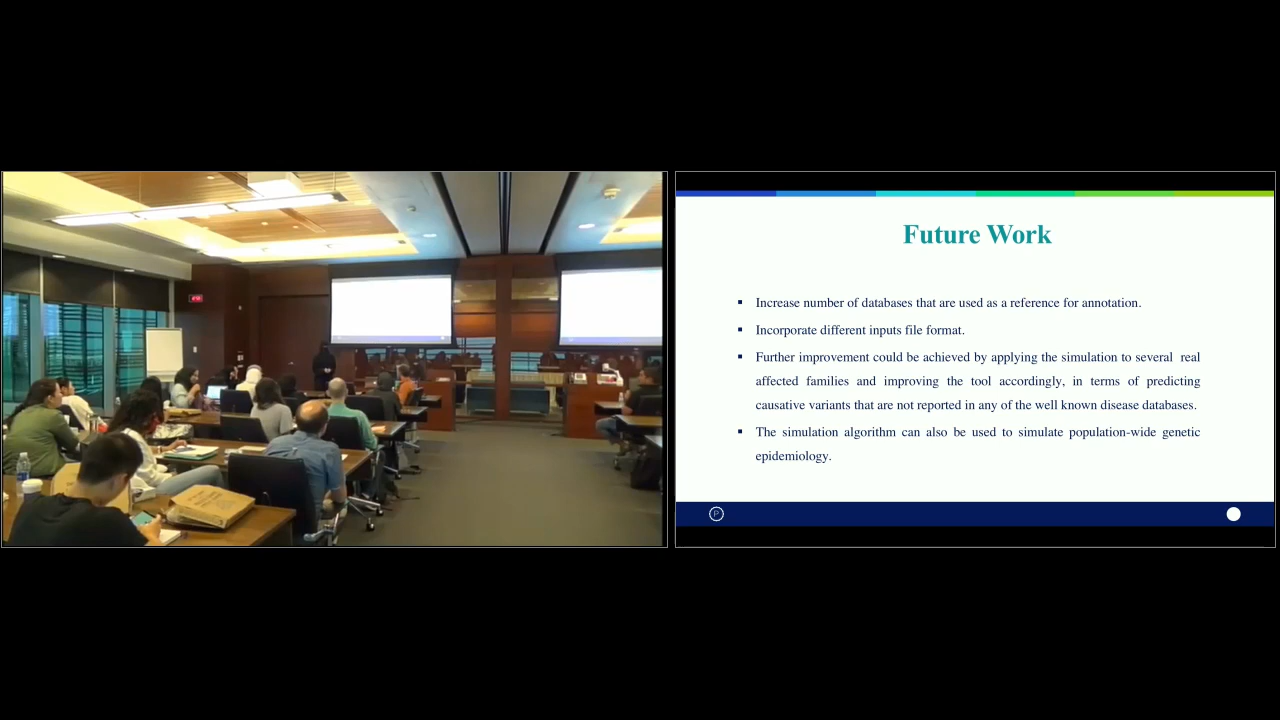 Future Work
▪ Increase number of databases that are used as a reference for annotation.
▪ Incorporate different inputs file format.
▪ Further improvement could be achieved by applying the simulation to several real
affected families and improving the tool accordingly, in terms of predicting
causative variants that are not reported in any of the well known disease databases.
▪ The simulation algorithm can also be used to simulate population-wide genetic
epidemiology.
P